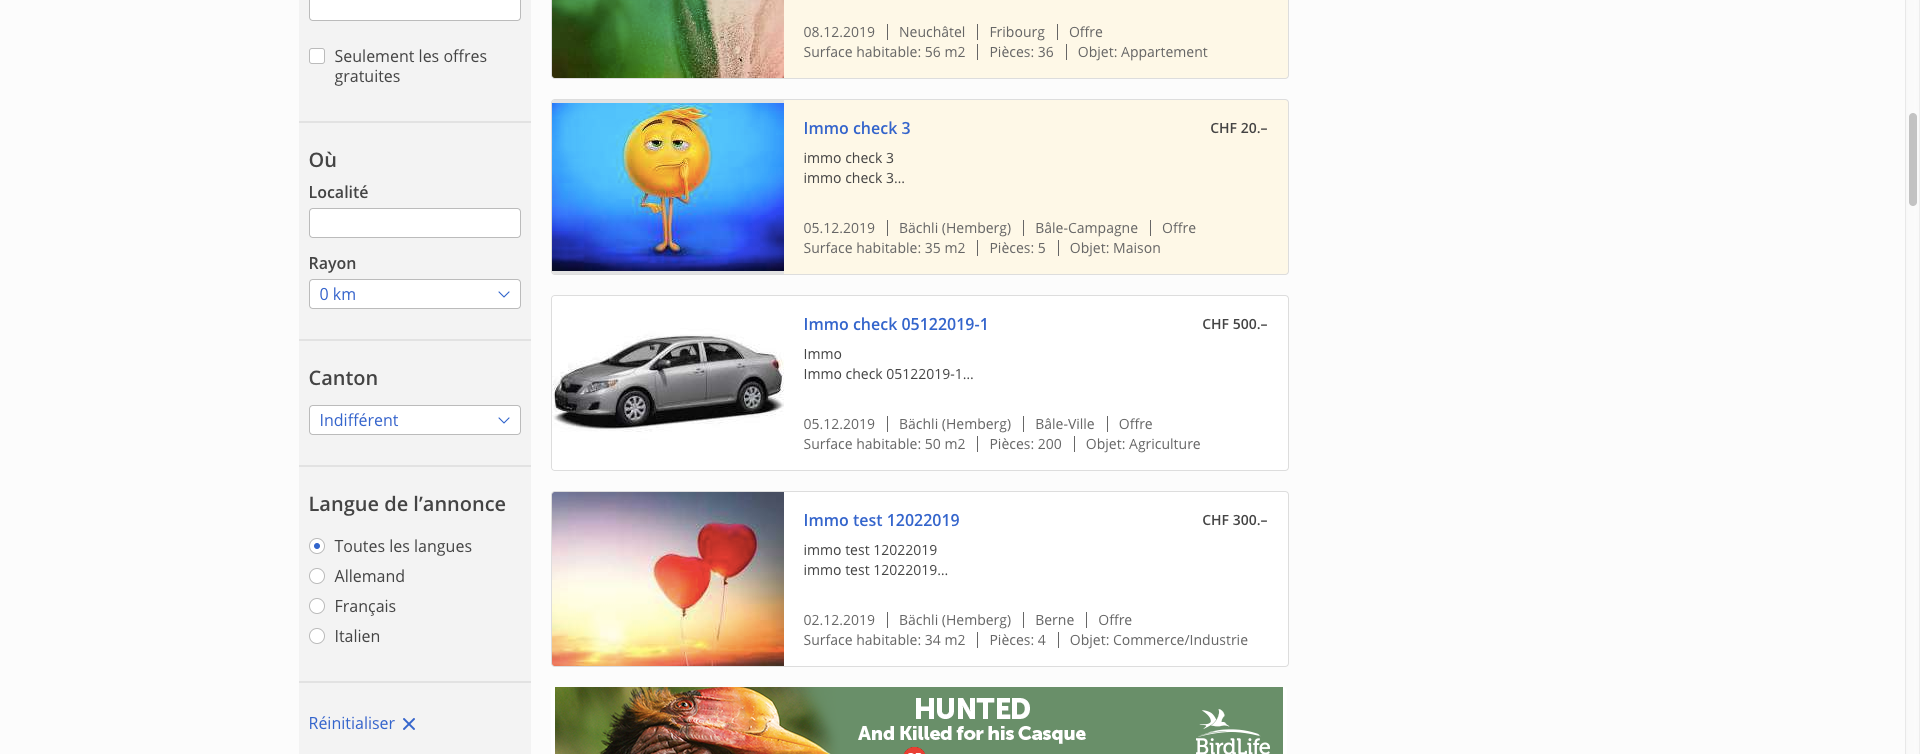 Seulement les offres
gratuites
Où
Localité
Rayon
0 km
Canton
Indifférent
Langue de l’annonce
Toutes les langues
Allemand
Français
Italien
Réinitialiser
08.12.2019 | Neuchâtel | Fribourg | Offre
Surface habitable: 56 m2 | Pièces: 36 | Objet: Appartement
Immo check 3 CHF 20.–
immo check 3
immo check 3...
05.12.2019 | Bächli (Hemberg) | Bâle-Campagne | Offre
Surface habitable: 35 m2 | Pièces: 5 | Objet: Maison
Immo check 05122019-1 CHF 500.–
Immo
Immo check 05122019-1...
05.12.2019 | Bächli (Hemberg) | Bâle-Ville | Offre
Surface habitable: 50 m2 | Pièces: 200 | Objet: Agriculture
Immo test 12022019 CHF 300.–
immo test 12022019
immo test 12022019...
02.12.2019 | Bächli (Hemberg) | Berne | Offre
Surface habitable: 34 m2 | Pièces: 4 | Objet: Commerce/Industrie
HUNTED
And Killed for his Casque
BirdLife